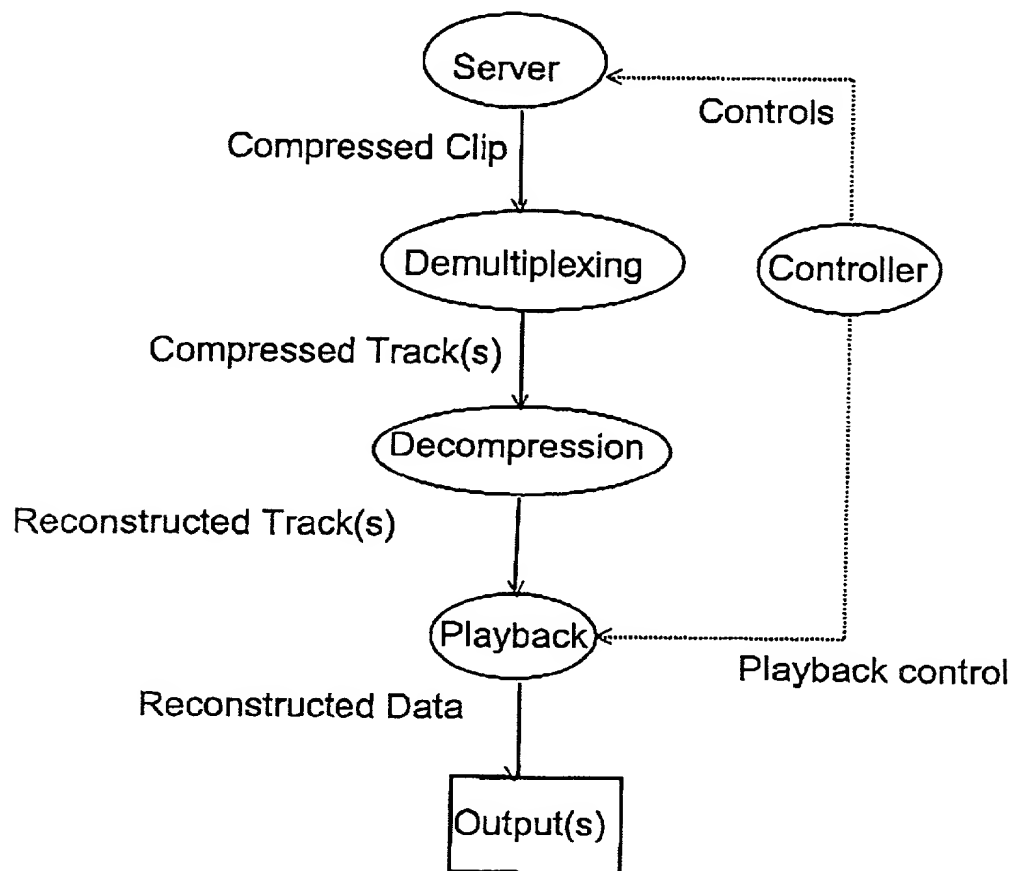 Server
Controls
Compressed Clip
Demultiplexing
Controller
Compressed Track(s)
Decompression
Reconstructed Track(s)
Playback
Playback control
Reconstructed Data
Output(s)